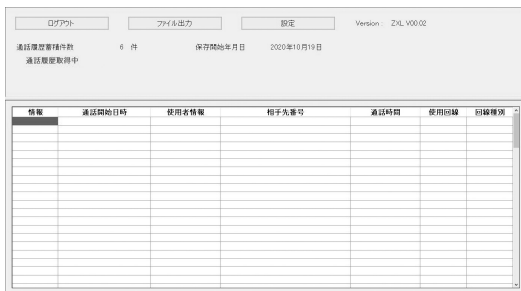 ログアウト ファイル出力 設定 Version : ZXL V00.02
通話履歴蓄積件数 6 件 保存開始年月日 2020年10月19日
通話履歴取得中
情報 通話開始日時 使用者情報 相手先番号 通話時間 使用回線 回線種別